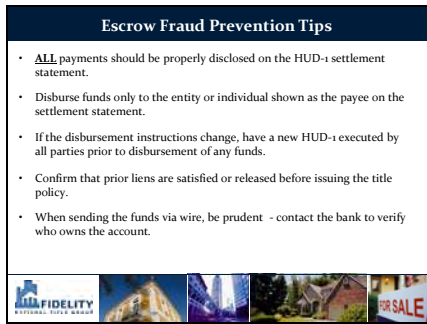 Escrow Fraud Prevention Tips
• ALL payments should be properly disclosed on the HUD-1 settlement
statement.
• Disburse funds only to the entity or individual shown as the payee on the
settlement statement.
• If the disbursement instructions change, have a new HUD-1 executed by
all parties prior to disbursement of any funds.
• Confirm that prior liens are satisfied or released before issuing the title
policy.
• When sending the funds via wire, be prudent  - contact the bank to verify
who owns the account.
FIDELITY
NATIONAL TITLE GROUP
FOR SALE